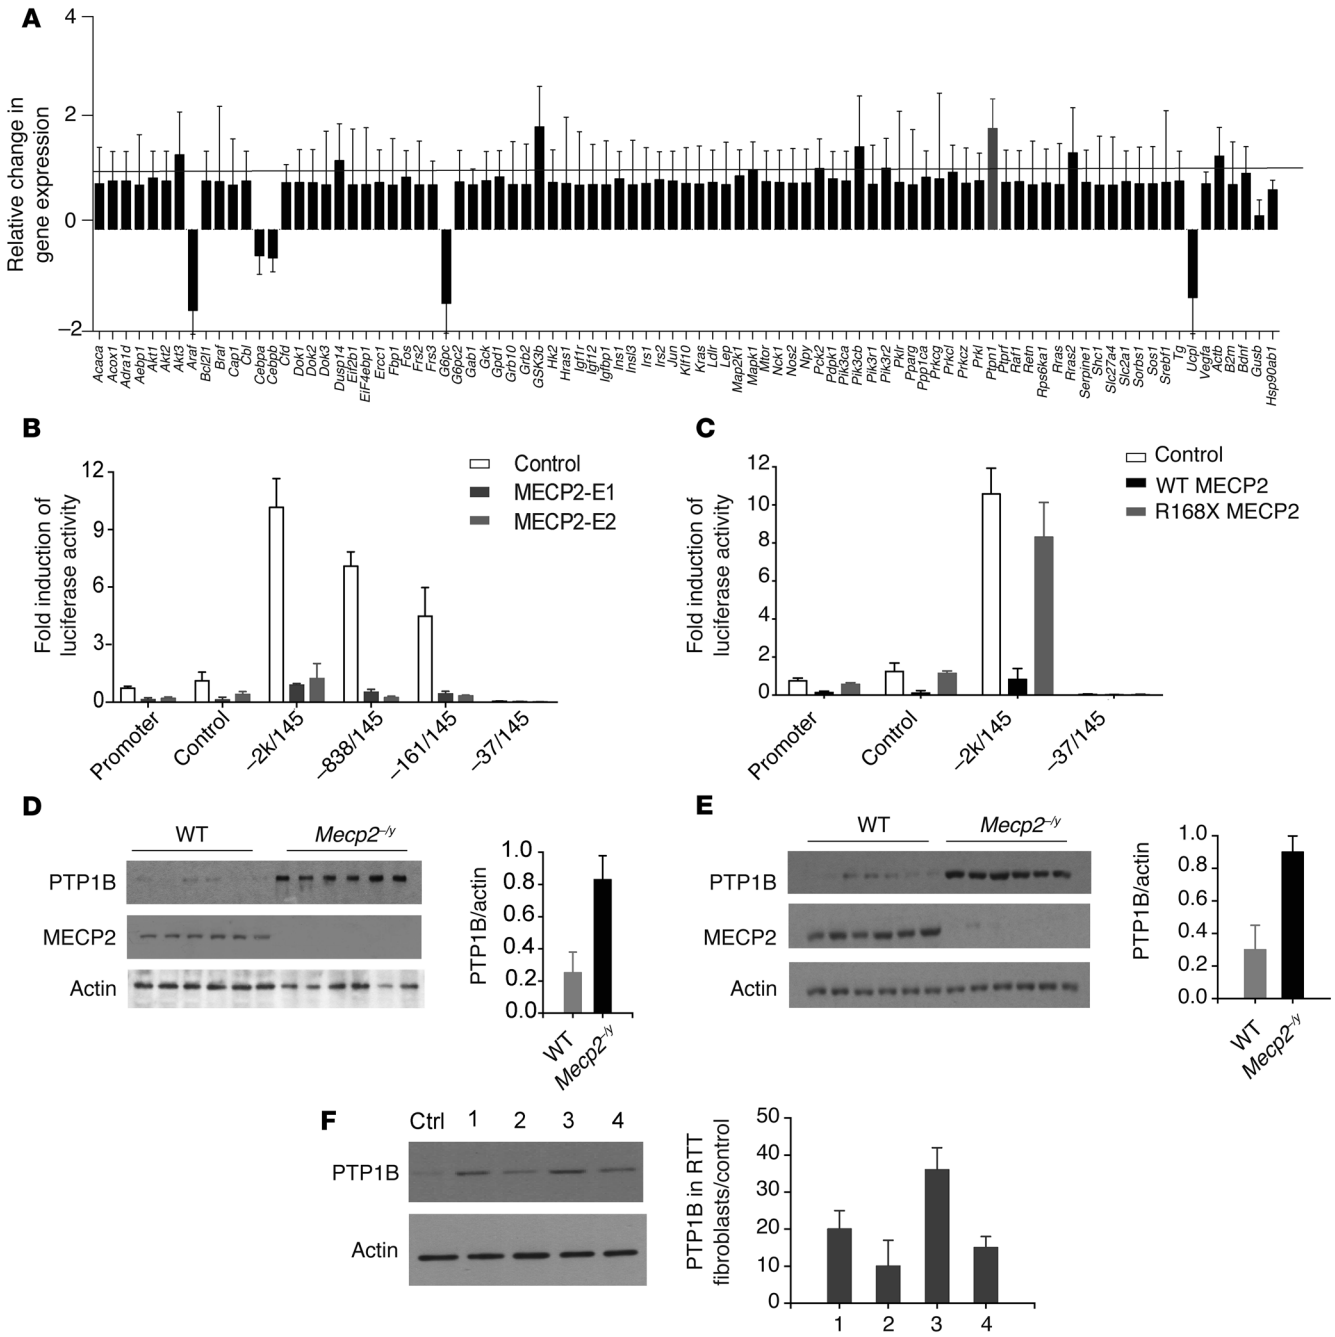 A
4
2
0
–2
Relative change in
gene expression
Acaca
Acox1
Adra1d
Aebp1
Akt1
Akt2
Akt3
Araf
Bcl2l1
Braf
Cap1
Cbl
Cebpa
Cebpb
Cfd
Dok1
Dok2
Dok3
Dusp14
Eif2b1
EiF4ebp1
Ercc1
Fbp1
Fos
Frs2
Frs3
G6pc
G6pc2
Gab1
Gck
Gpd1
Grb10
Grb2
GSK3b
Hk2
Hras1
Igf1r
Igf12
Igfbp1
Ins1
Insl3
Irs1
Irs2
Jun
Klf10
Kras
Ldlr
Lep
Map2k1
Mapk1
Mtor
Nck1
Nos2
Npy
Pck2
Pdpk1
Pik3ca
Pik3cb
Pik3r1
Pik3r2
Pklr
Pparg
Ppp1ca
Prkcg
Prkci
Prkcz
Prkl
Ptpn1
Ptprf
Raf1
Retn
Rps6ka1
Rras
Rras2
Serpine1
Shc1
Slc27a4
Slc2a1
Sorbs1
Sos1
Srebf1
Tg
Ucp1
Vegfa
Actb
B2m
Bdnf
Gusb
Hsp90ab1
B
Fold induction of
luciferase activity
12
9
6
3
0
Control
MECP2-E1
MECP2-E2
Promoter
Control
–2k/145
–838/145
–161/145
–37/145
C
Fold induction of
luciferase activity
12
10
8
6
4
2
0
Control
WT MECP2
R168X MECP2
Promoter
Control
–2k/145
–37/145
D
WT
Mecp2–/y
PTP1B
MECP2
Actin
PTP1B/actin
1.0
0.8
0.6
0.4
0.2
0.0
WT
Mecp2–/y
E
WT
Mecp2–/y
PTP1B
MECP2
Actin
PTP1B/actin
1.0
0.8
0.6
0.4
0.2
0.0
WT
Mecp2–/y
F
Ctrl 1 2 3 4
PTP1B
Actin
PTP1B in RTT
fibroblasts/control
50
40
30
20
10
0
1 2 3 4